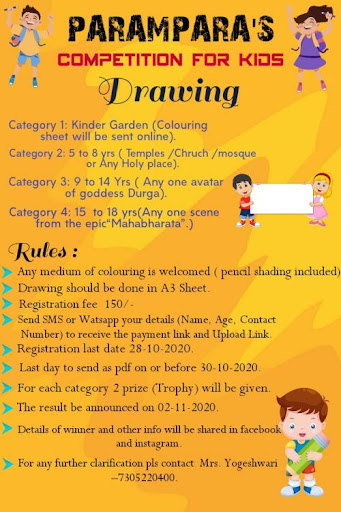 PARAMPARA'S
COMPETITION FOR KIDS
Drawing
Category 1: Kinder Garden (Colouring
sheet will be sent online).
Category 2: 5 to 8 yrs ( Temples /Chruch /mosque
or Any Holy place).
Category 3: 9 to 14 Yrs ( Any one avatar
of goddess Durga).
Category 4: 15 to 18 yrs(Any one scene
from the epic“Mahabharata”.)
Rules :
Any medium of colouring is welcomed ( pencil shading included)
Drawing should be done in A3 Sheet.
Registration fee 150/-
Send SMS or Watsapp your details (Name, Age, Contact
Number) to receive the payment link and Upload Link.
Registration last date 28-10-2020.
Last day to send as pdf on or before 30-10-2020.
For each category 2 prize (Trophy) will be given.
The result be announced on 02-11-2020.
Details of winner and other info will be shared in facebook
and instagram.
For any further clarification pls contact Mrs. Yogeshwari
–7305220400.